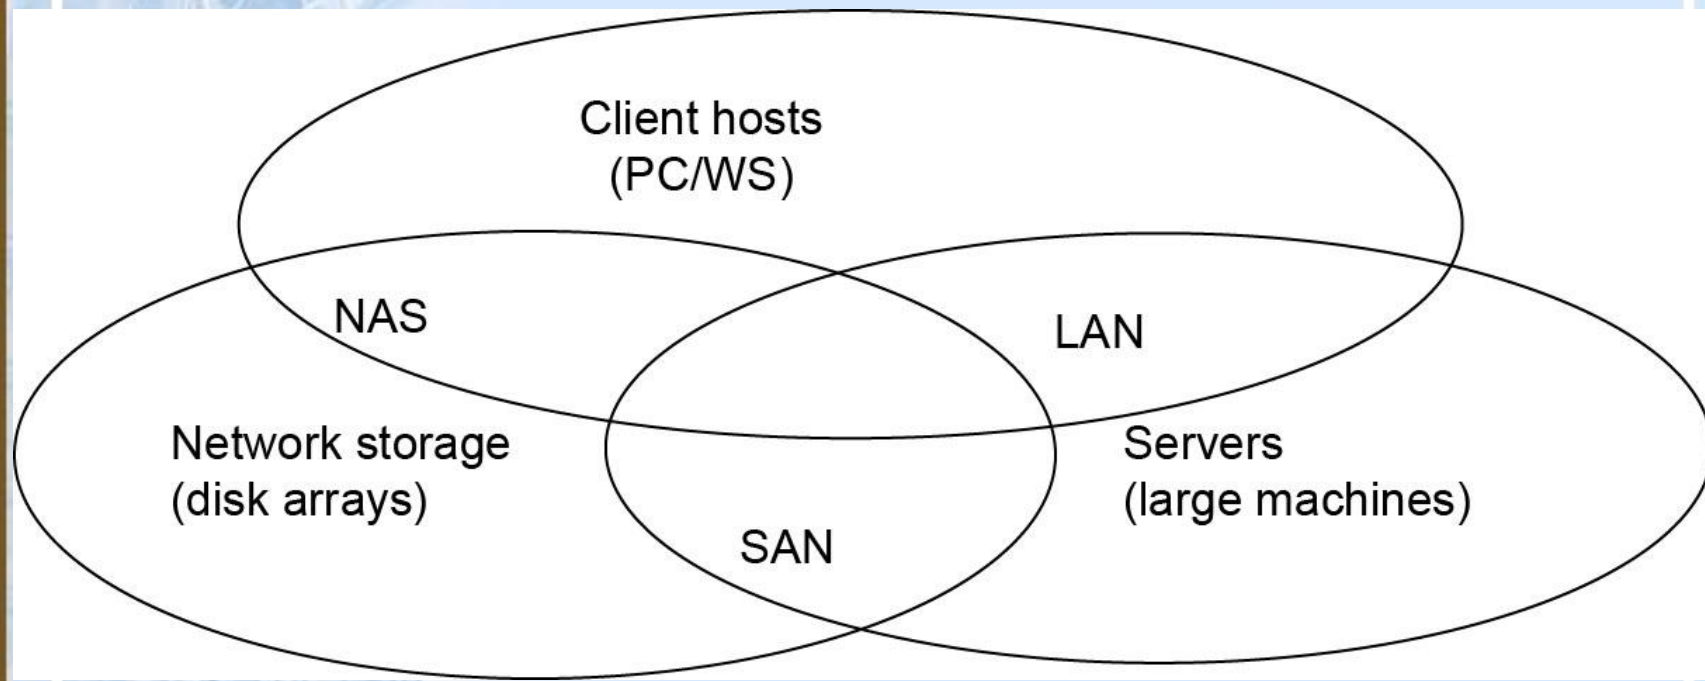 Client hosts
(PC/WS)
NAS
LAN
Network storage
(disk arrays)
Servers
(large machines)
SAN